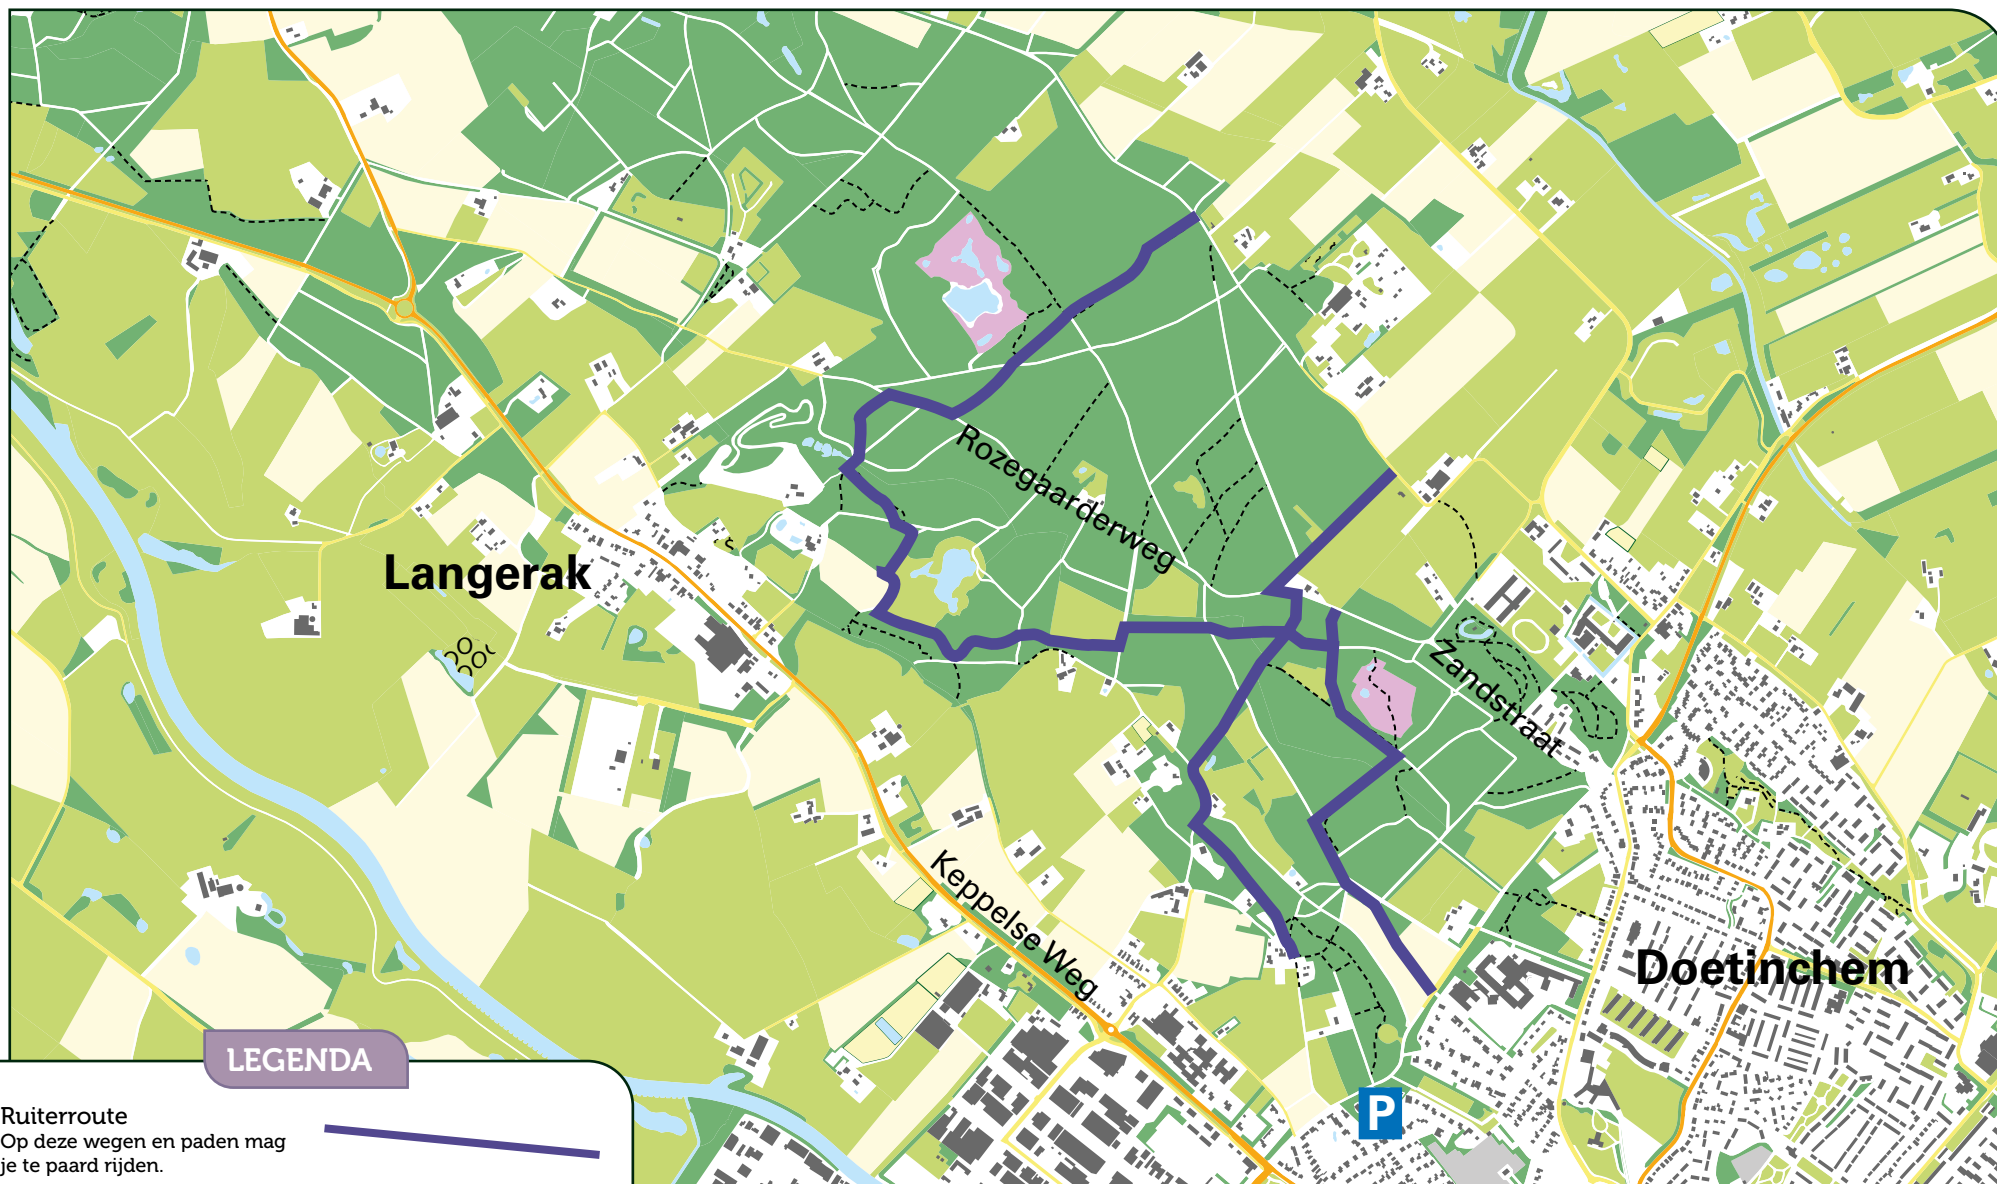 Rozegaarderweg
Langerak
Zandstraat
Keppelse Weg
Doetinchem
LEGENDA
P
Ruiterroute
Op deze wegen en paden mag
je te paard rijden.